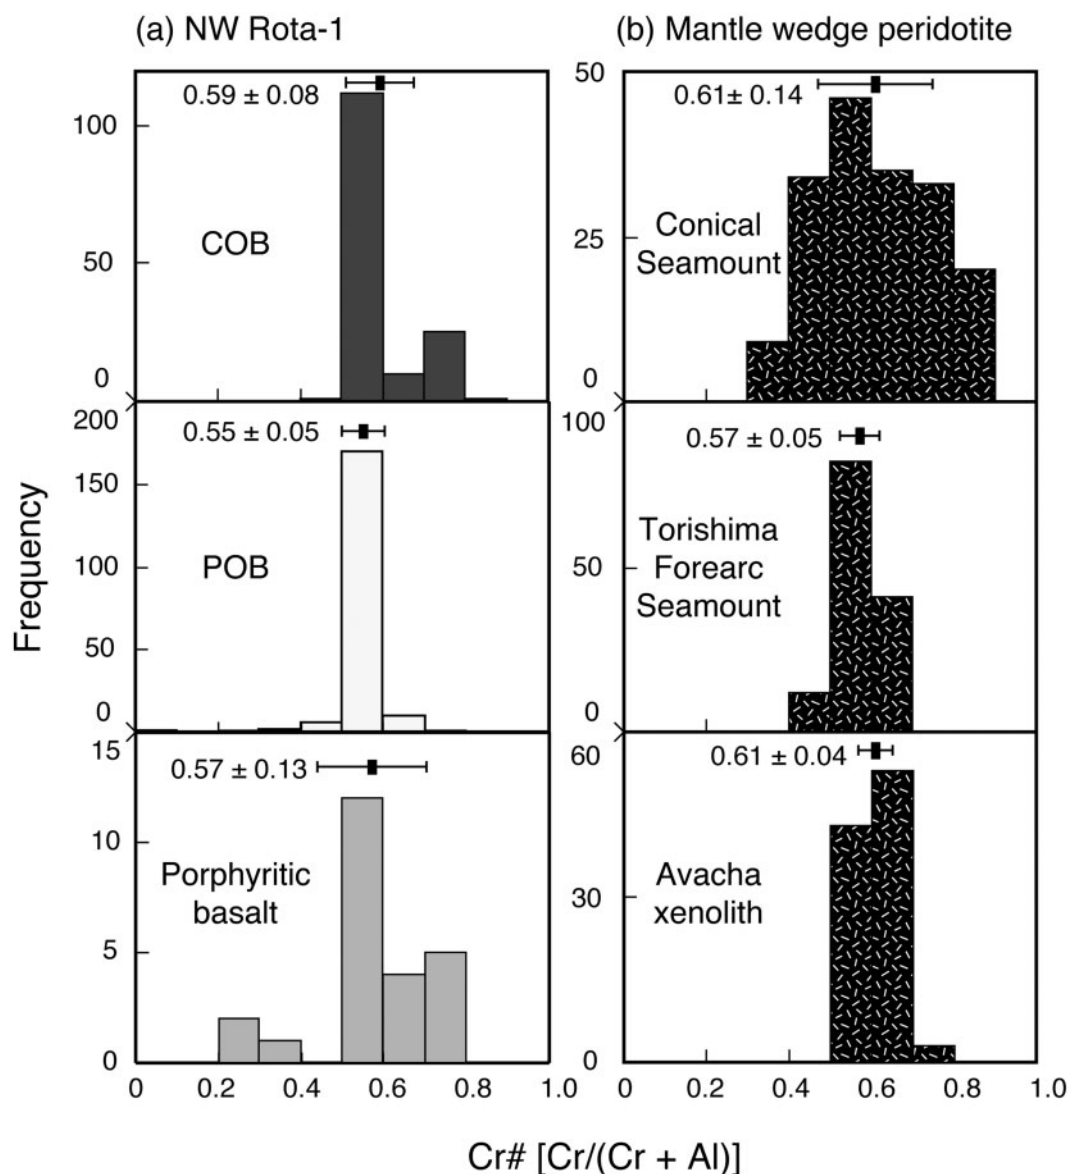 (a) NW Rota-1
(b) Mantle wedge peridotite
0.59 ± 0.08
100
COB
50
0
200
0.55 ± 0.05
150
POB
100
50
0
15
0.57 ± 0.13
10
Porphyritic
basalt
5
0
0 0.2 0.4 0.6 0.8 1.0
50
0.61± 0.14
Conical
Seamount
25
0
100
0.57 ± 0.05
Torishima
Forearc
Seamount
50
0
60
0.61 ± 0.04
Avacha
xenolith
30
0
0 0.2 0.4 0.6 0.8 1.0
Frequency
Cr# [Cr/(Cr + Al)]